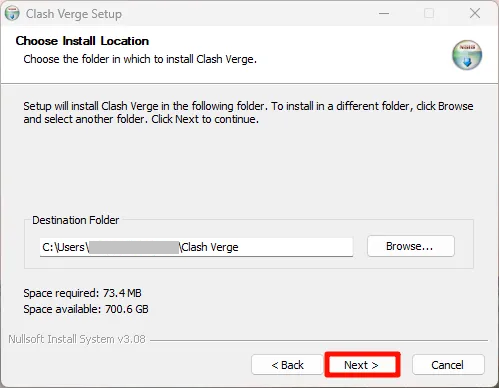 Clash Verge Setup
Choose Install Location
Choose the folder in which to install Clash Verge.
Setup will install Clash Verge in the following folder. To install in a different folder, click Browse
and select another folder. Click Next to continue.
Destination Folder
C:\Users\ \Clash Verge
Browse...
Space required: 73.4 MB
Space available: 700.6 GB
Nullsoft Install System v3.08
< Back
Next >
Cancel